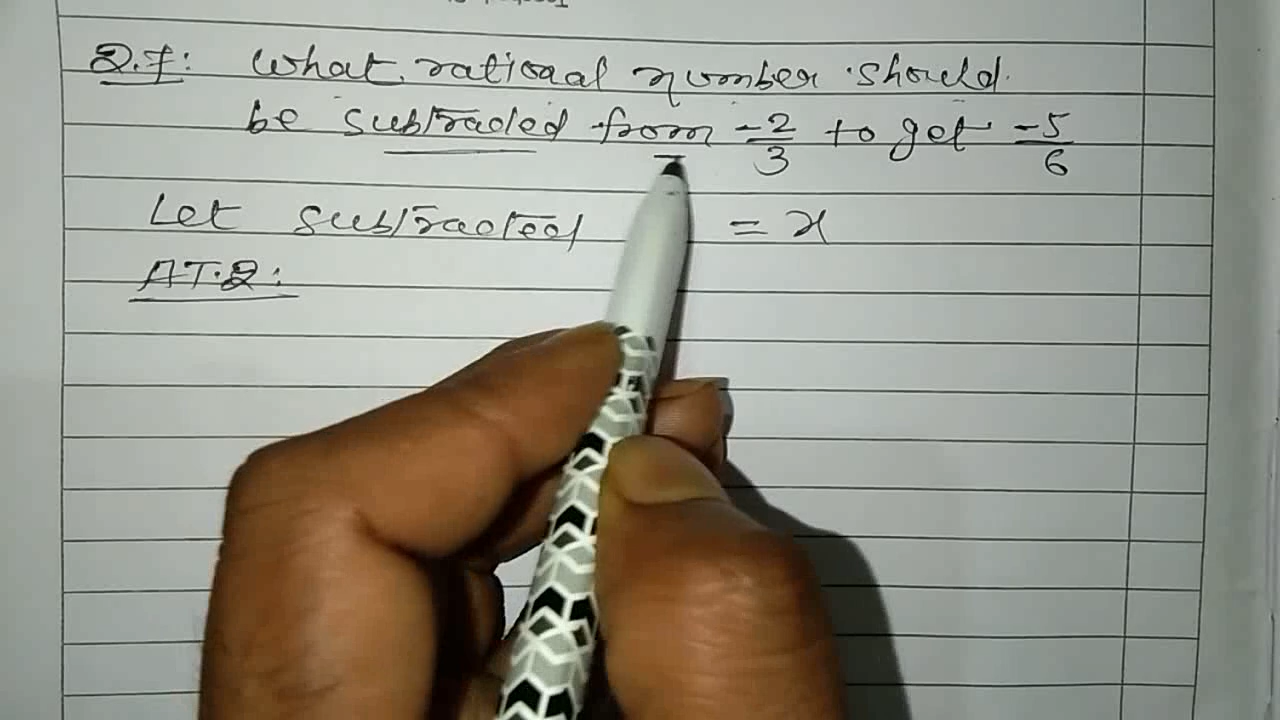 Q.7: What rational number should
be subtracted from -2/3 to get -5/6
Let subtracted = x
A.T.Q: